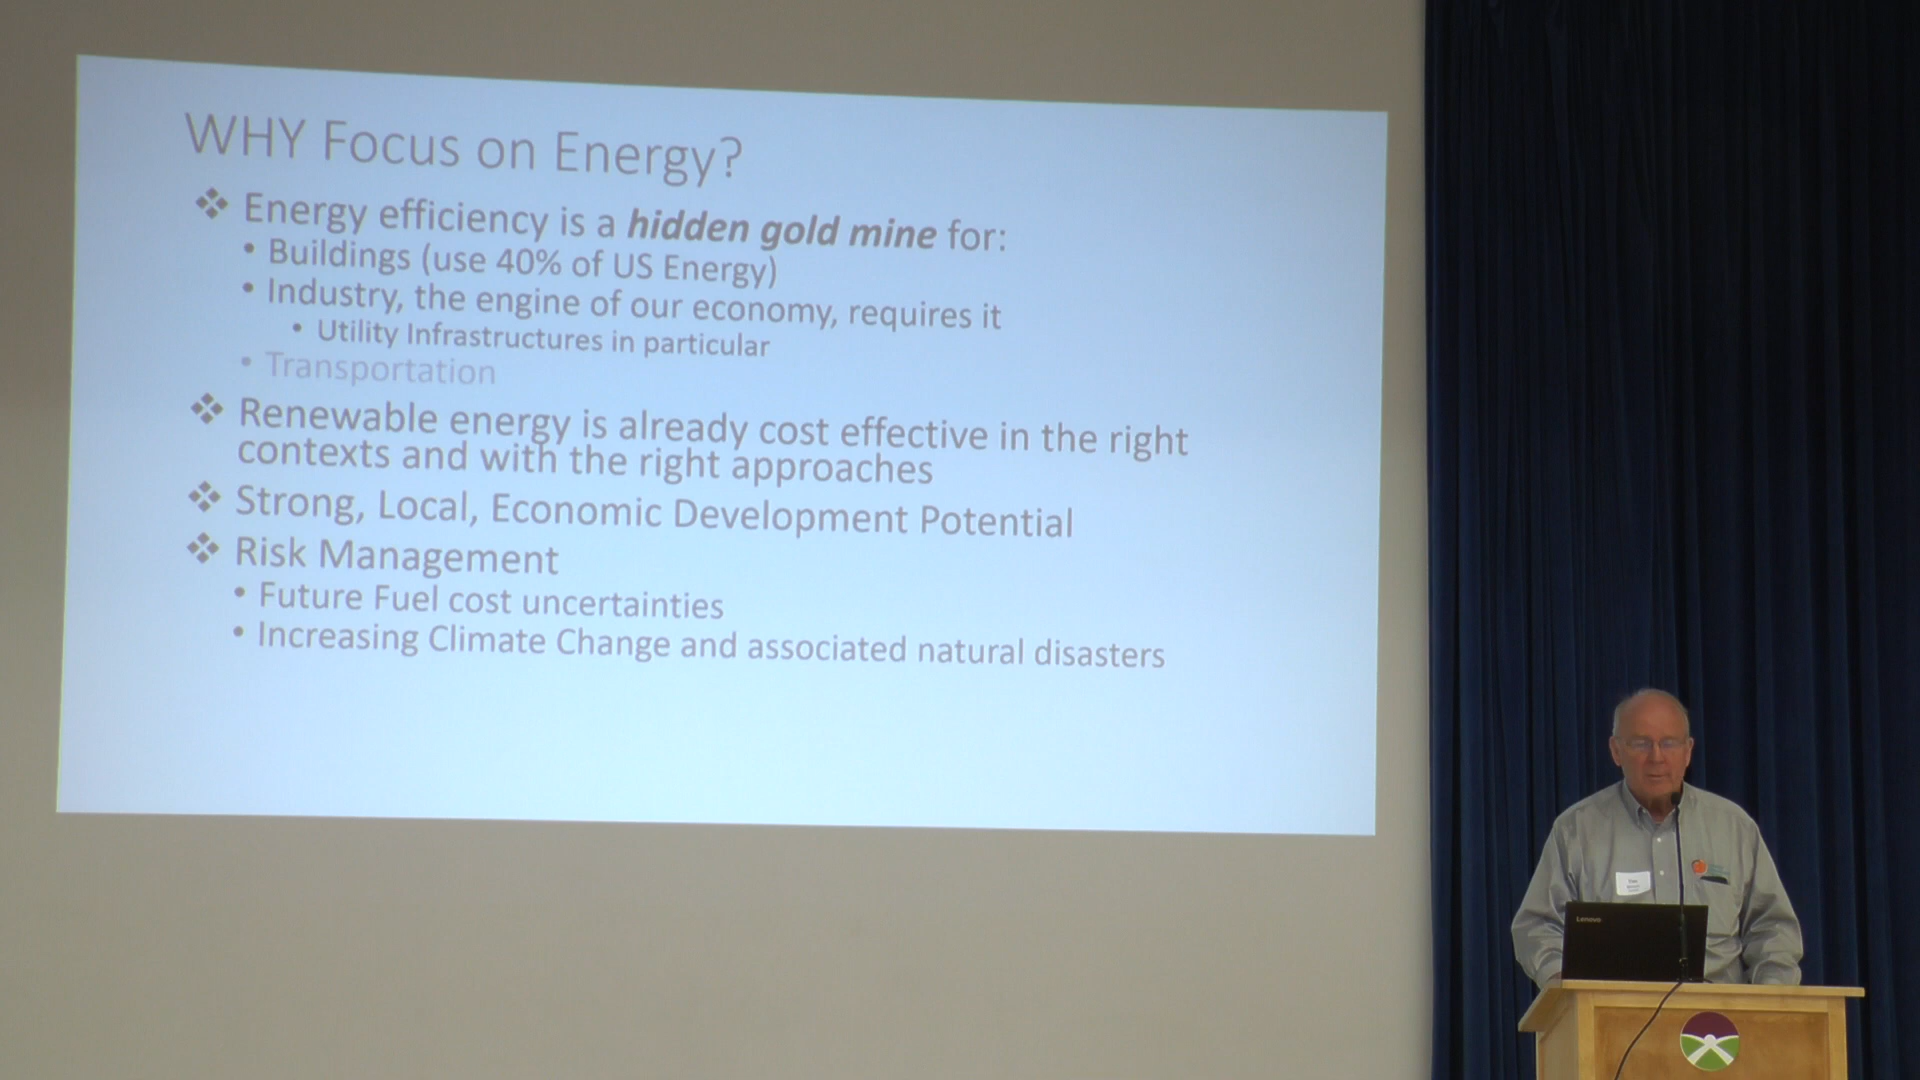 WHY Focus on Energy?
❖ Energy efficiency is a hidden gold mine for:
• Buildings (use 40% of US Energy)
• Industry, the engine of our economy, requires it
• Utility Infrastructures in particular
• Transportation
❖ Renewable energy is already cost effective in the right
contexts and with the right approaches
❖ Strong, Local, Economic Development Potential
❖ Risk Management
• Future Fuel cost uncertainties
• Increasing Climate Change and associated natural disasters
Lenovo